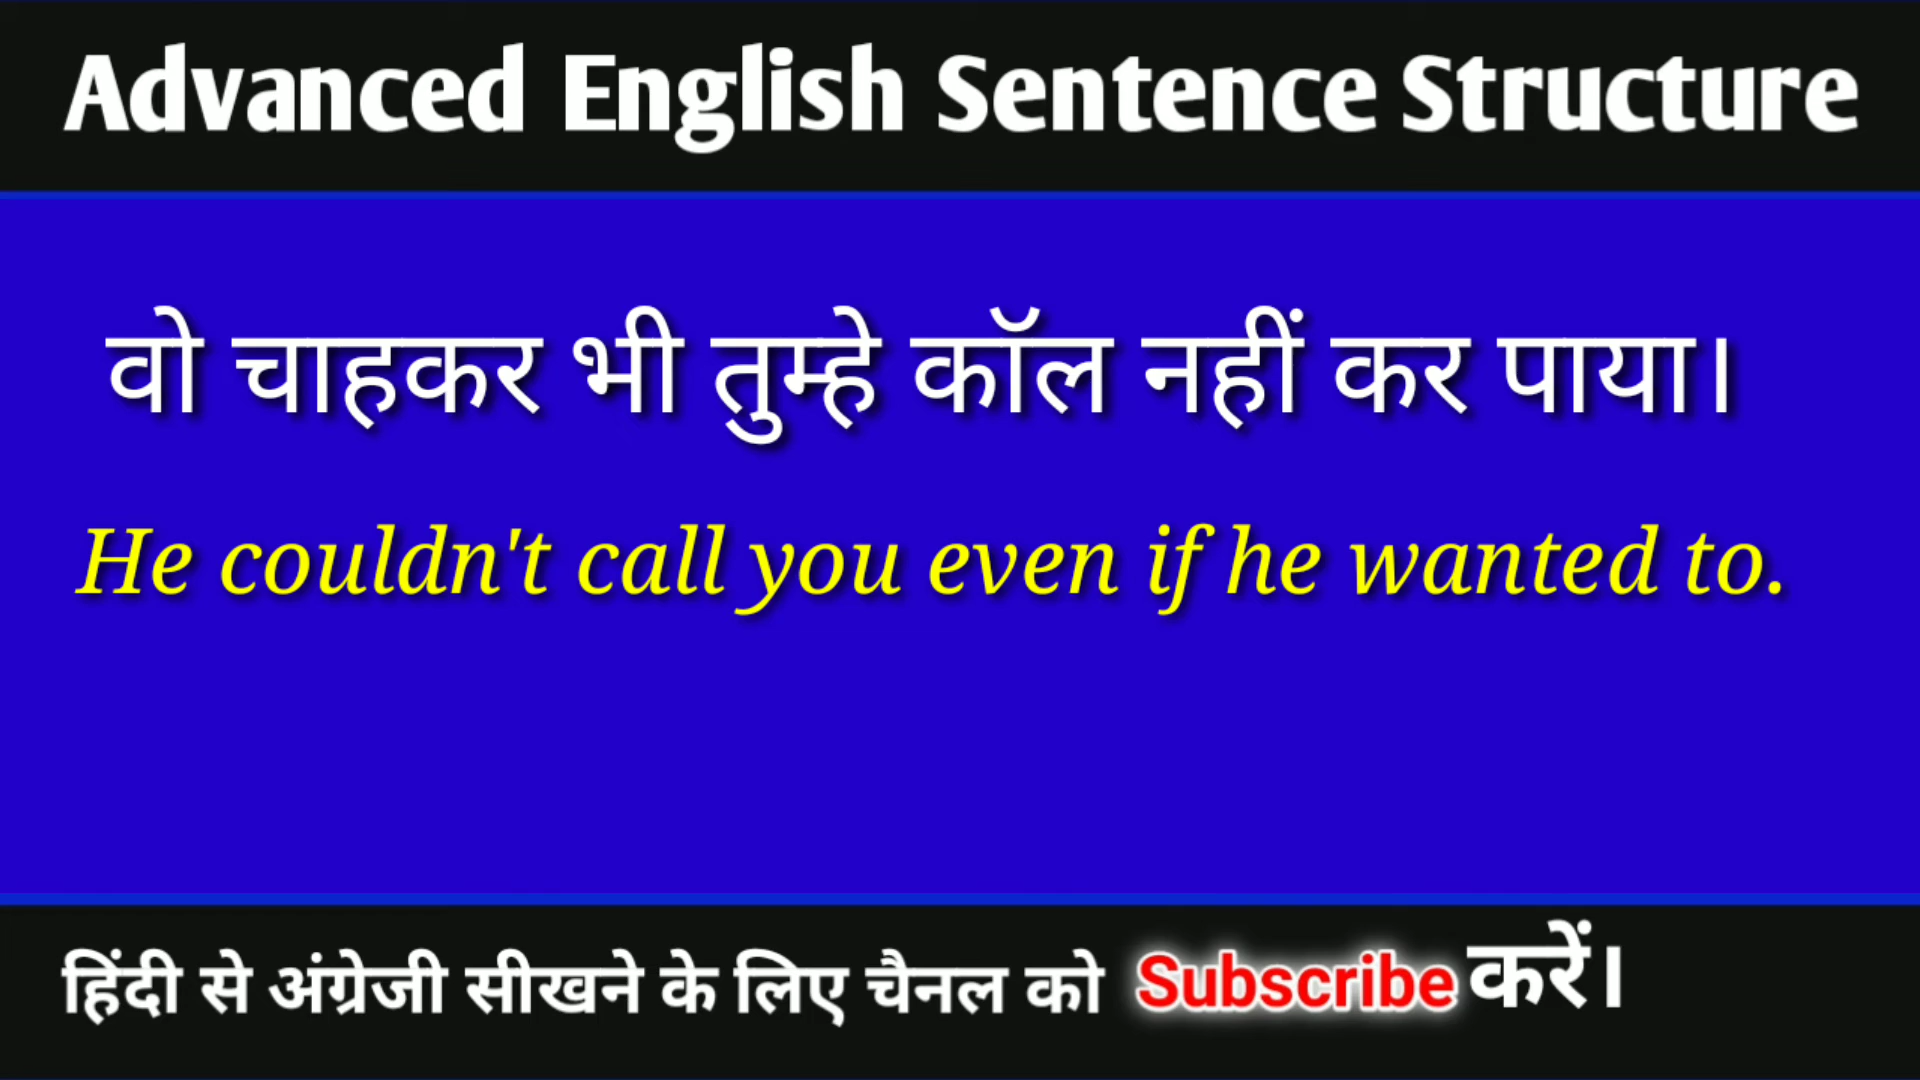 Advanced English Sentence Structure
वो चाहकर भी तुम्हे कॉल नहीं कर पाया।
He couldn't call you even if he wanted to.
हिंदी से अंग्रेजी सीखने के लिए चैनल को Subscribe करें।